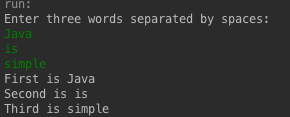 run:
Enter three words separated by spaces:
Java
is
simple
First is Java
Second is is
Third is simple